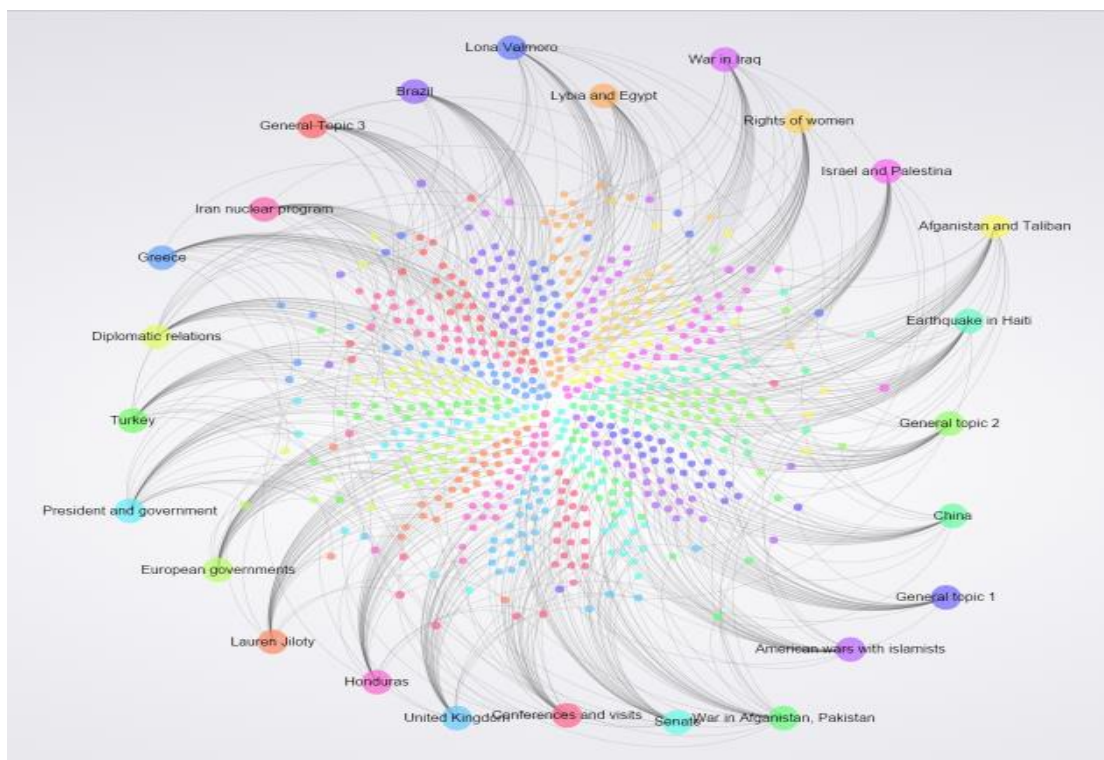 Lona Valmoro
War in Iraq
Brazil
Lybia and Egypt
General Topic 3
Rights of women
Israel and Palestina
Iran nuclear program
Afganistan and Taliban
Greece
Earthquake in Haiti
Diplomatic relations
Turkey
General topic 2
President and government
China
European governments
General topic 1
Lauren Jiloty
American wars with islamists
Honduras
United Kingdom
Conferences and visits
Senate
War in Afganistan, Pakistan